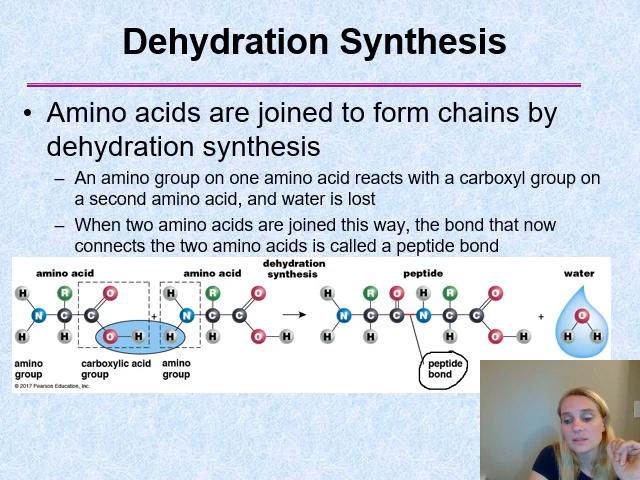 Dehydration Synthesis
• Amino acids are joined to form chains by
dehydration synthesis
– An amino group on one amino acid reacts with a carboxyl group on
a second amino acid, and water is lost
– When two amino acids are joined this way, the bond that now
connects the two amino acids is called a peptide bond
amino acid
amino acid
dehydration
synthesis
peptide
water
H R O H R O H R O H R O
N C C + N C C N C C N C C + O
H H O H H H O H H H H O H H H
amino
group
carboxylic acid
group
amino
group
peptide
bond
© 2017 Pearson Education, Inc.